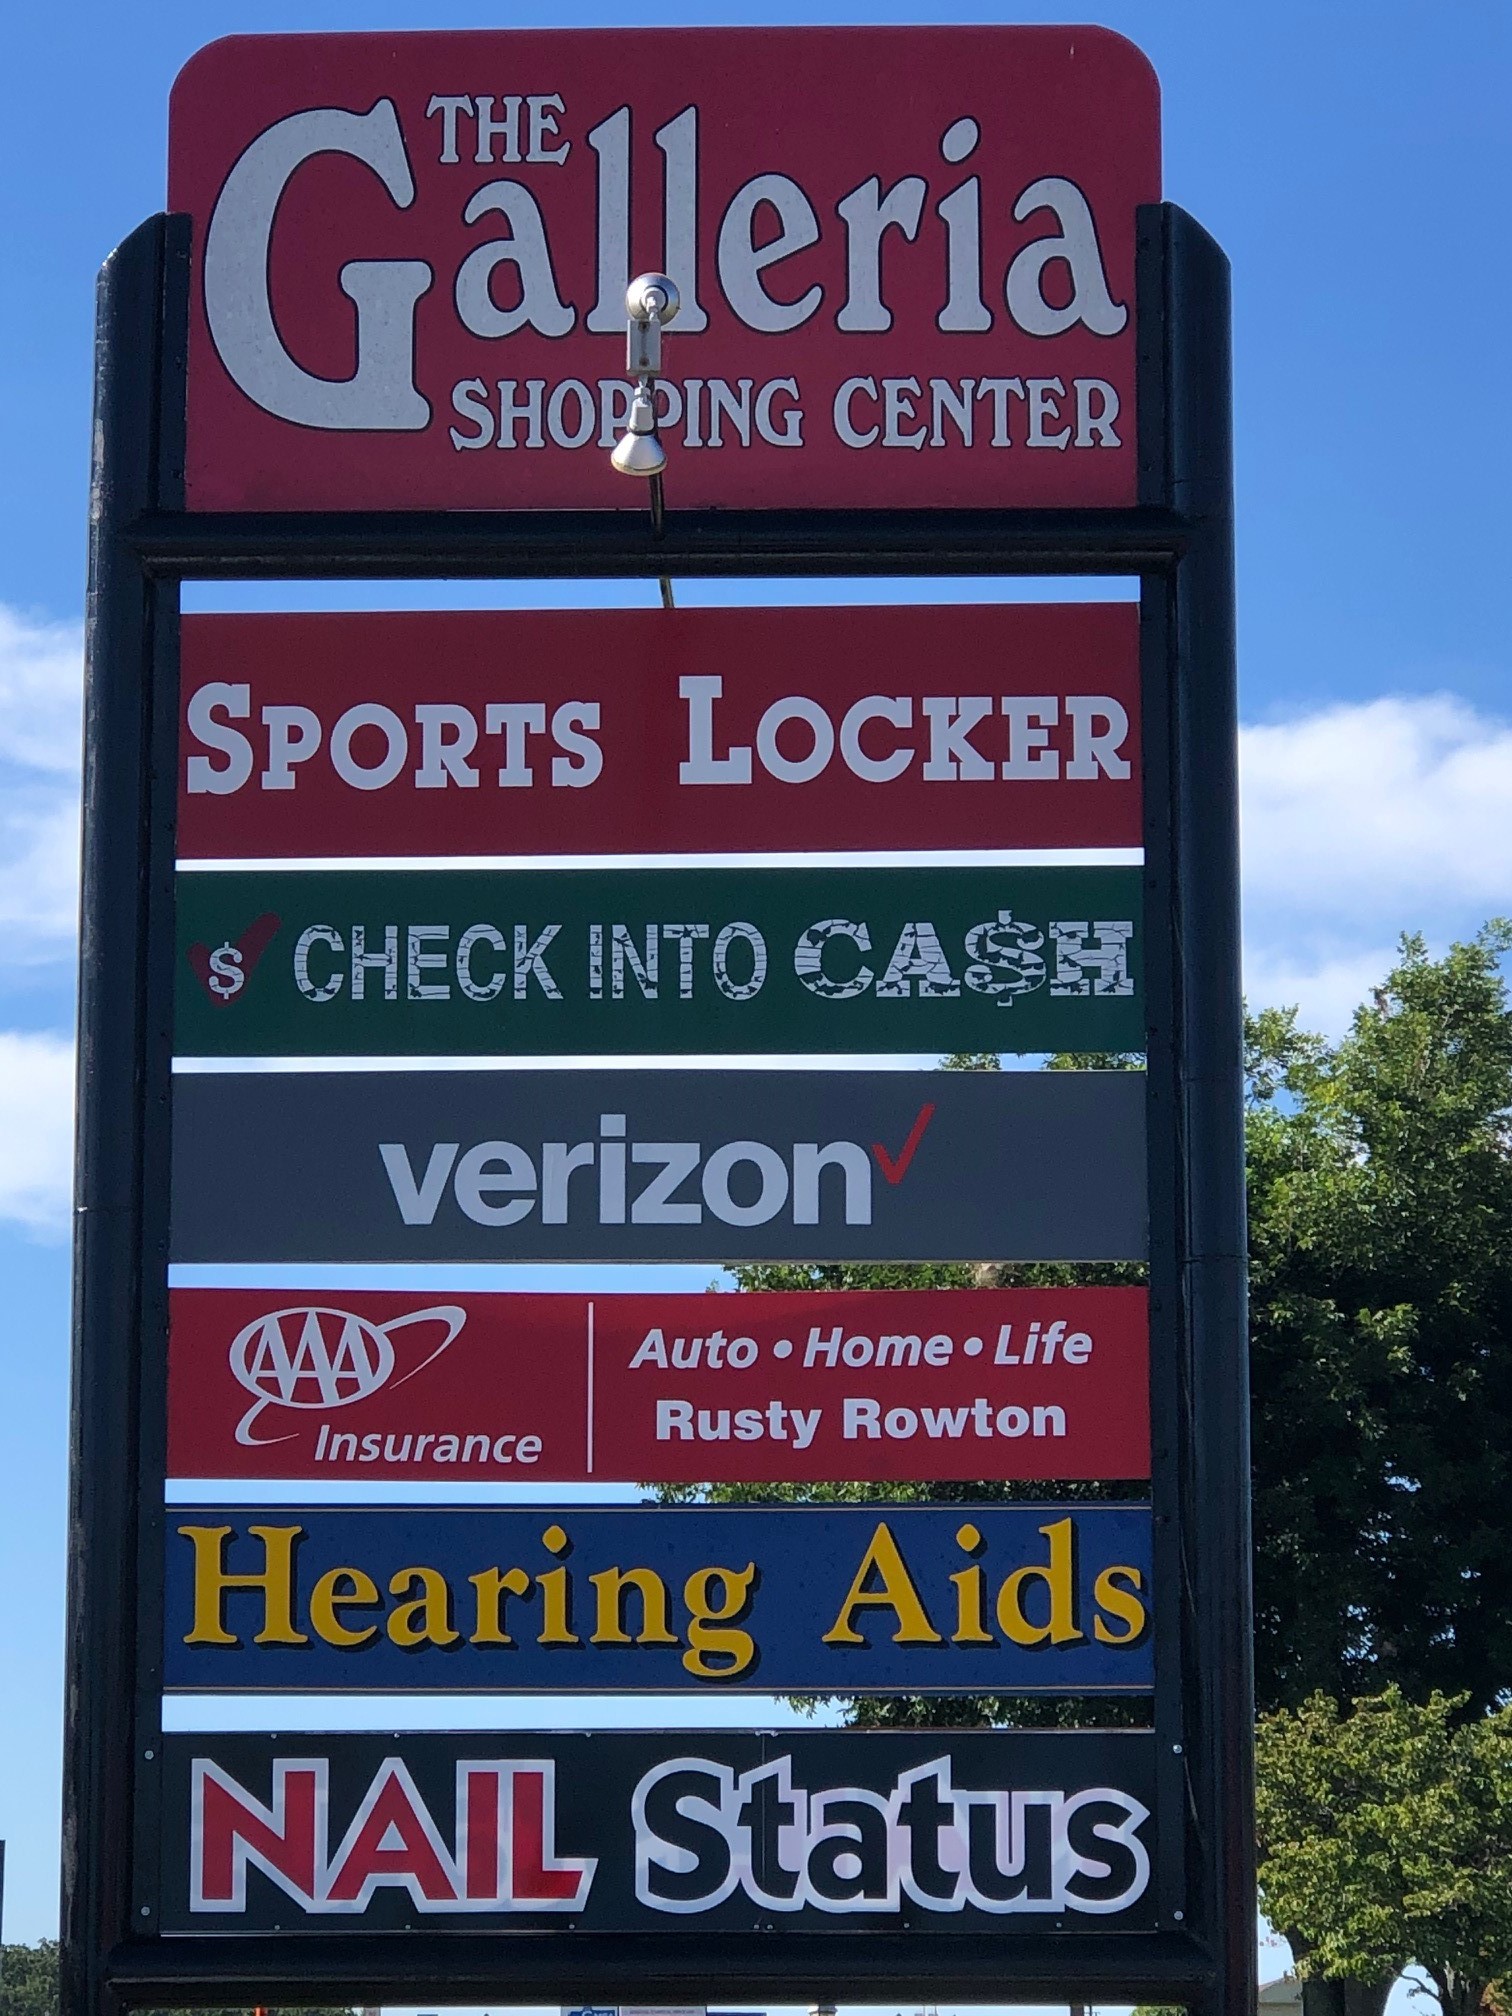 THE
Galleria
SHOPPING CENTER
SPORTS LOCKER
$ CHECK INTO CA$H
verizon
AAA
Insurance
Auto • Home • Life
Rusty Rowton
Hearing Aids
NAIL Status